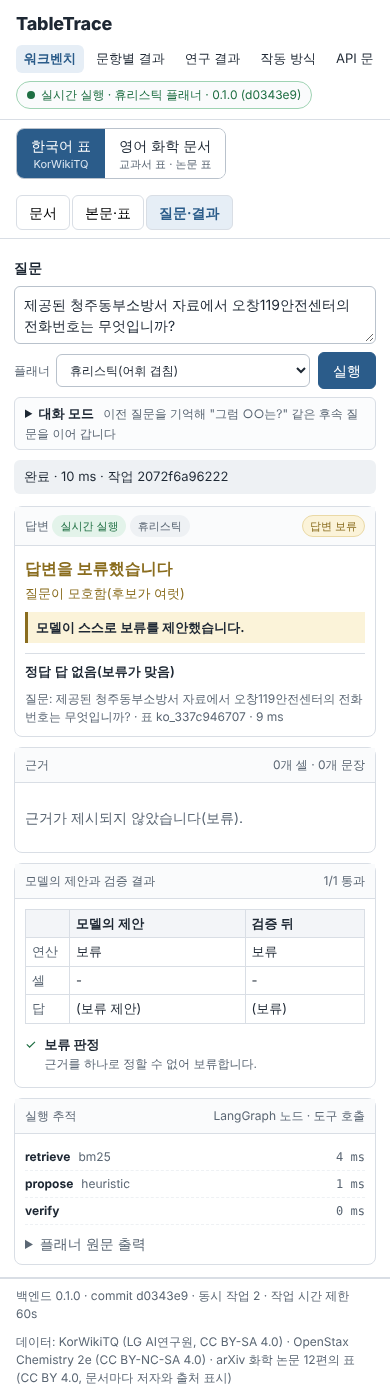 TableTrace
워크벤치 문항별 결과 연구 결과 작동 방식 API 문
실시간 실행 · 휴리스틱 플래너 · 0.1.0 (d0343e9)
한국어 표 영어 화학 문서
KorWikiTQ 교과서 표 · 논문 표
문서 본문·표 질문·결과
질문
제공된 청주동부소방서 자료에서 오창119안전센터의
전화번호는 무엇입니까?
플래너 휴리스틱(어휘 겹침) 실행
▶ 대화 모드 이전 질문을 기억해 "그럼 ○○는?" 같은 후속 질
문을 이어 갑니다
완료 · 10 ms · 작업 2072f6a96222
답변 실시간 실행 휴리스틱 답변 보류
답변을 보류했습니다
질문이 모호함(후보가 여럿)
모델이 스스로 보류를 제안했습니다.
정답 답 없음(보류가 맞음)
질문: 제공된 청주동부소방서 자료에서 오창119안전센터의 전화
번호는 무엇입니까? · 표 ko_337c946707 · 9 ms
근거 0개 셀 · 0개 문장
근거가 제시되지 않았습니다(보류).
모델의 제안과 검증 결과 1/1 통과
모델의 제안 검증 뒤
연산 보류 보류
셀 - -
답 (보류 제안) (보류)
✓ 보류 판정
근거를 하나로 정할 수 없어 보류합니다.
실행 추적 LangGraph 노드 · 도구 호출
retrieve bm25 4 ms
propose heuristic 1 ms
verify 0 ms
▶ 플래너 원문 출력
백엔드 0.1.0 · commit d0343e9 · 동시 작업 2 · 작업 시간 제한
60s
데이터: KorWikiTQ (LG AI연구원, CC BY-SA 4.0) · OpenStax
Chemistry 2e (CC BY-NC-SA 4.0) · arXiv 화학 논문 12편의 표
(CC BY 4.0, 문서마다 저자와 출처 표시)